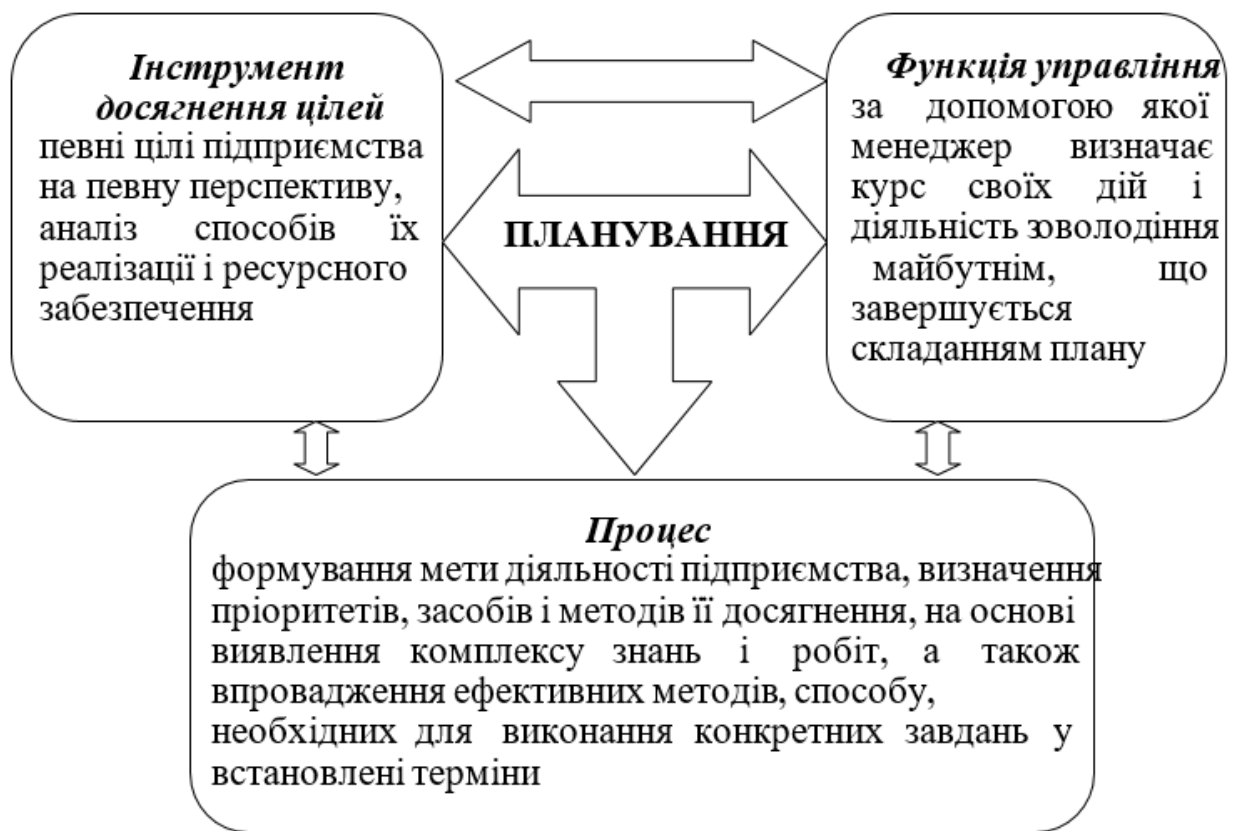 Інструмент
досягнення цілей
певні цілі підприємства
на певну перспективу,
аналіз способів їх
реалізації і ресурсного
забезпечення
ПЛАНУВАННЯ
Функція управління
за допомогою якої
менеджер визначає
курс своїх дій і
діяльність зоволодіння
майбутнім, що
завершується
складанням плану
Процес
формування мети діяльності підприємства, визначення
пріоритетів, засобів і методів її досягнення, на основі
виявлення комплексу знань і робіт, а також
впровадження ефективних методів, способу,
необхідних для виконання конкретних завдань у
встановлені терміни